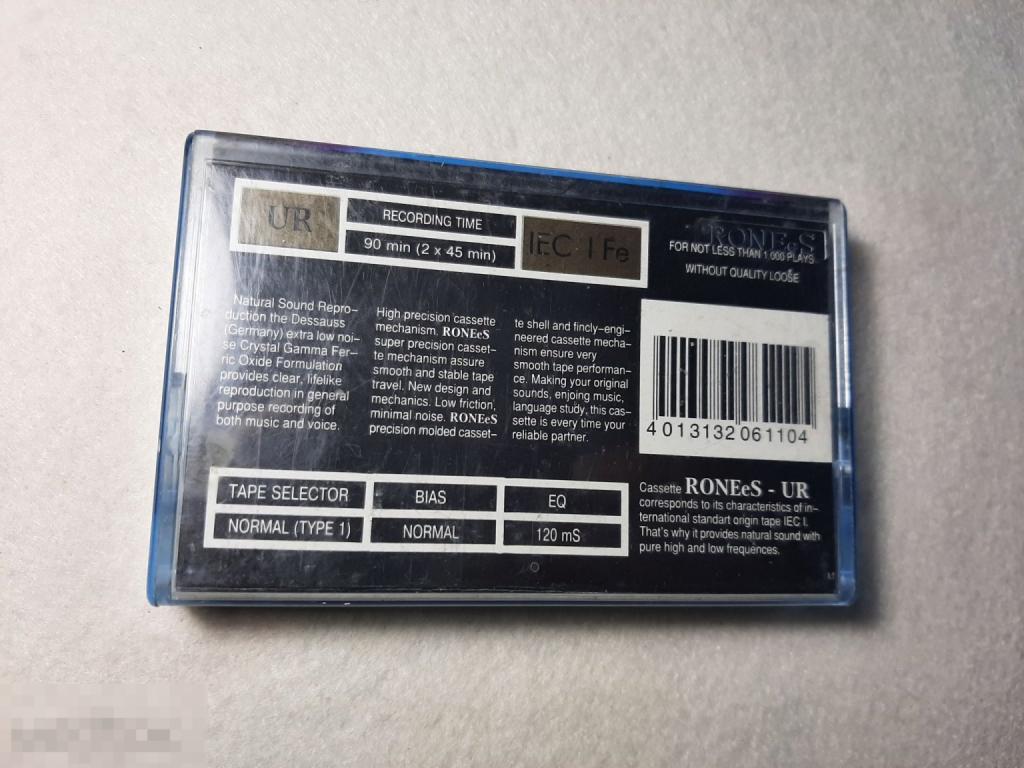 UR
RECORDING TIME
90 min (2 x 45 min)
IEC I Fe
RONEeS
FOR NOT LESS THAN 1 000 PLAYS
WITHOUT QUALITY LOOSE
Natural Sound Repro-
duction the Dessauss
(Germany) extra low noi-
se Crystal Gamma Fer-
ric Oxide Formulation
provides clear, lifelike
reproduction in general
purpose recording of
both music and voice.
High precision cassette
mechanism. RONEeS
super precision casset-
te mechanism assure
smooth and stable tape
travel. New design and
mechanics. Low friction,
minimal noise. RONEeS
precision molded casset-
te shell and fincly-engi-
neered cassette mecha-
nism ensure very
smooth tape performan-
ce. Making your original
sounds, enjoing music,
language study, this cas-
sette is every time your
reliable partner.
4013132061104
TAPE SELECTOR
BIAS
EQ
NORMAL (TYPE 1)
NORMAL
120 mS
Cassette RONEeS - UR
corresponds to its characteristics of in-
ternational standart origin tape IEC I.
That's why it provides natural sound with
pure high and low frequences.